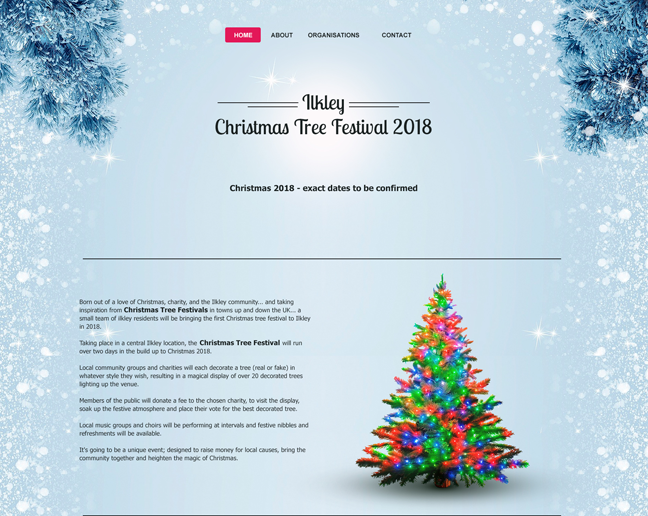 HOME ABOUT ORGANISATIONS CONTACT
Ilkley
Christmas Tree Festival 2018
Christmas 2018 - exact dates to be confirmed
Born out of a love of Christmas, charity, and the Ilkley community... and taking
inspiration from Christmas Tree Festivals in towns up and down the UK... a
small team of Ilkley residents will be bringing the first Christmas tree festival to Ilkley
in 2018.
Taking place in a central Ilkley location, the Christmas Tree Festival will run
over two days in the build up to Christmas 2018.
Local community groups and charities will each decorate a tree (real or fake) in
whatever style they wish, resulting in a magical display of over 20 decorated trees
lighting up the venue.
Members of the public will donate a fee to the chosen charity, to visit the display,
soak up the festive atmosphere and place their vote for the best decorated tree.
Local music groups and choirs will be performing at intervals and festive nibbles and
refreshments will be available.
It's going to be a unique event; designed to raise money for local causes, bring the
community together and heighten the magic of Christmas.